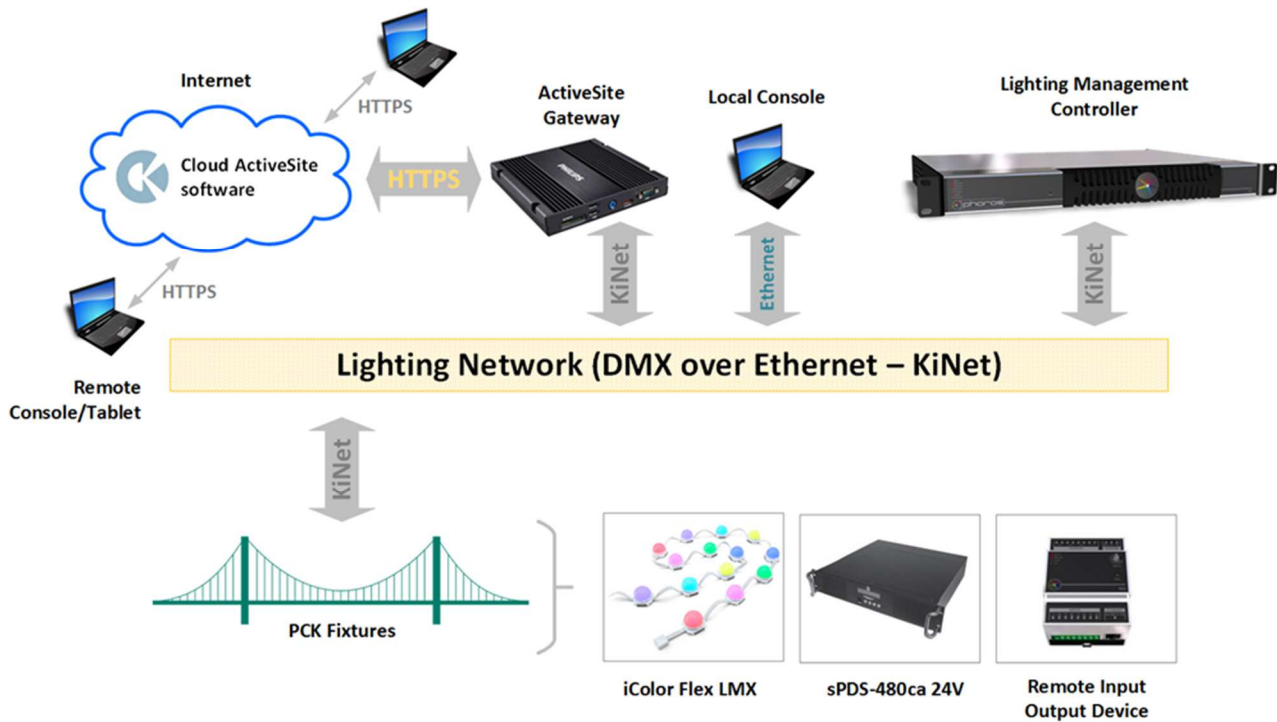 Internet
HTTPS
Cloud ActiveSite
software
HTTPS
ActiveSite
Gateway
PHILIPS
Local Console
Lighting Management
Controller
pharos
HTTPS
KiNet
Ethernet
KiNet
Lighting Network (DMX over Ethernet – KiNet)
Remote
Console/Tablet
KiNet
PCK Fixtures
iColor Flex LMX
sPDS-480ca 24V
Remote Input
Output Device